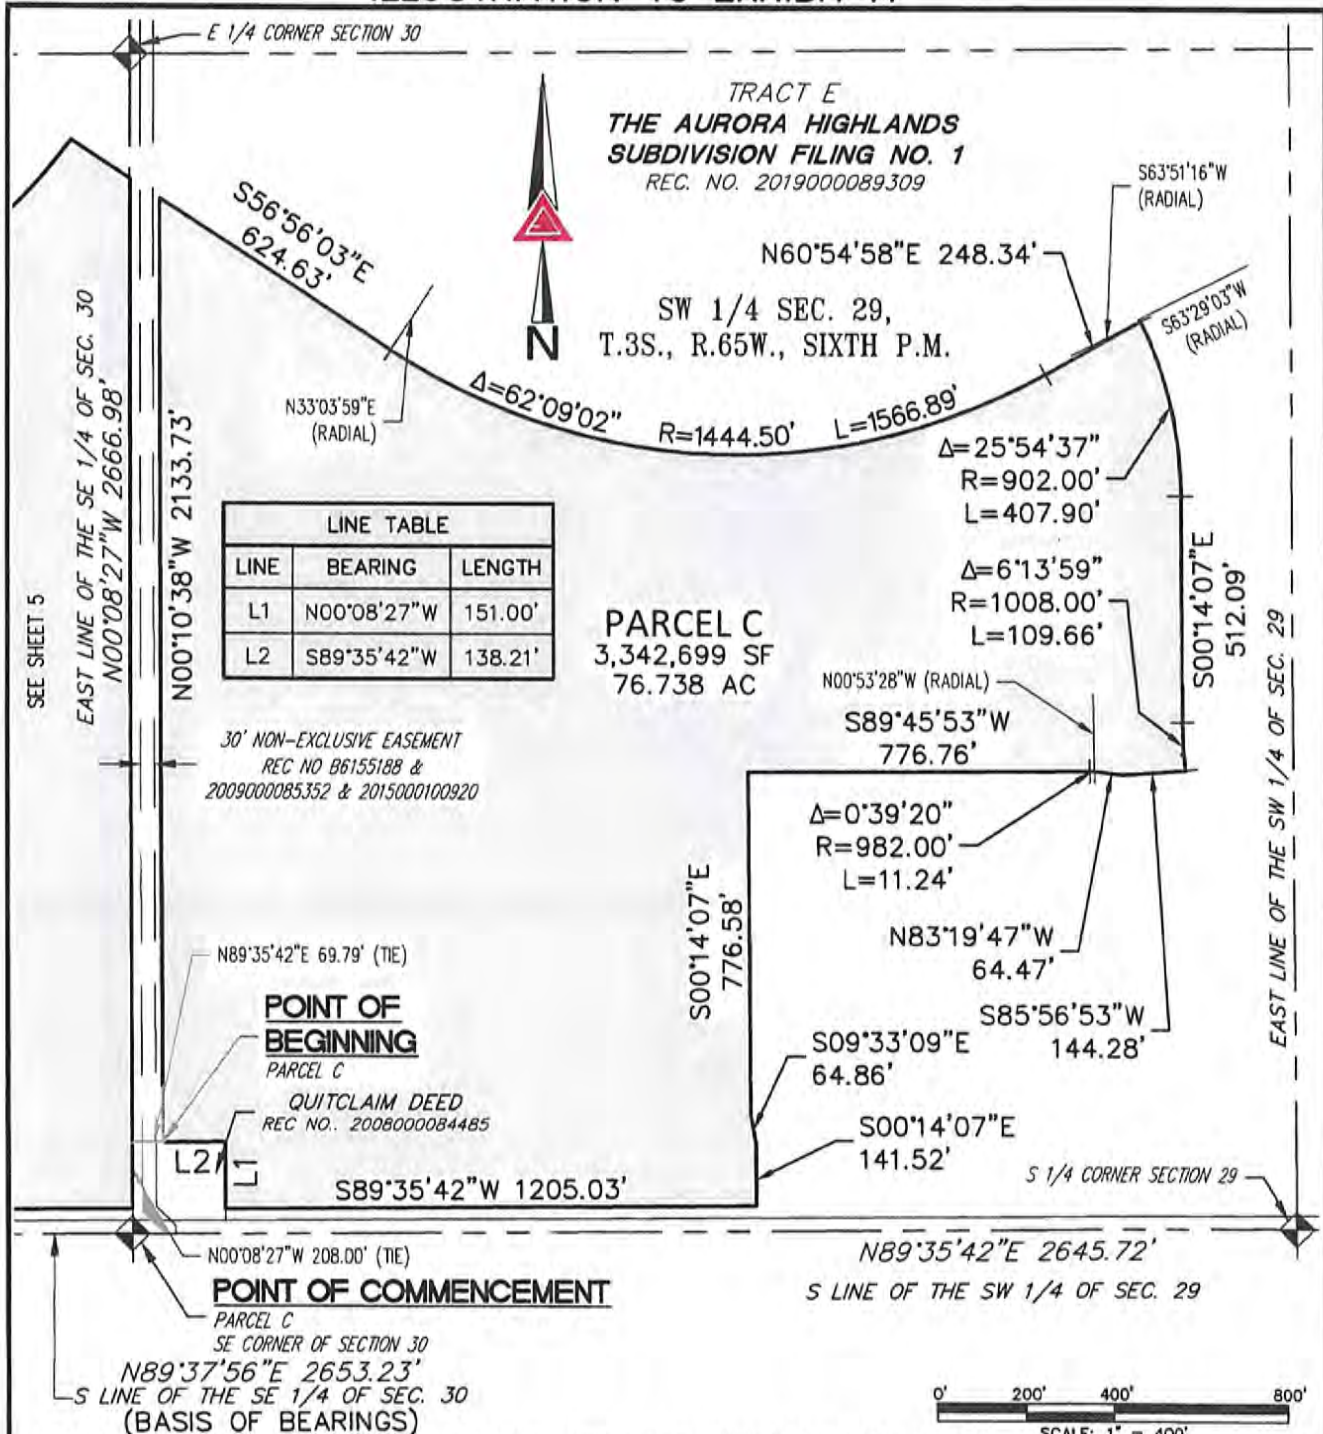 E 1/4 CORNER SECTION 30
TRACT E
THE AURORA HIGHLANDS
SUBDIVISION FILING NO. 1
REC. NO. 2019000089309
S63°51'16"W
(RADIAL)
S56°56'03"E
624.63'
N60°54'58"E 248.34'
S63°29'03"W
(RADIAL)
SW 1/4 SEC. 29,
T.3S., R.65W., SIXTH P.M.
N
N33°03'59"E
(RADIAL)
Δ=62°09'02"
R=1444.50'
L=1566.89'
EAST LINE OF THE SE 1/4 OF SEC. 30
N00°08'27"W 2666.98'
N00°10'38"W 2133.73'
SEE SHEET 5
Δ=25°54'37"
R=902.00'
L=407.90'
LINE TABLE
LINE BEARING LENGTH
L1 N00°08'27"W 151.00'
L2 S89°35'42"W 138.21'
Δ=6°13'59"
R=1008.00'
L=109.66'
S00°14'07"E
512.09'
EAST LINE OF THE SW 1/4 OF SEC. 29
PARCEL C
3,342,699 SF
76.738 AC
N00°53'28"W (RADIAL)
S89°45'53"W
776.76'
30' NON-EXCLUSIVE EASEMENT
REC NO B6155188 &
2009000085352 & 2015000100920
Δ=0°39'20"
R=982.00'
L=11.24'
S00°14'07"E
776.58'
N83°19'47"W
64.47'
S85°56'53"W
144.28'
N89°35'42"E 69.79' (TIE)
POINT OF
BEGINNING
PARCEL C
QUITCLAIM DEED
REC NO.. 2008000084485
S09°33'09"E
64.86'
S00°14'07"E
141.52'
L2
L1
S89°35'42"W 1205.03'
S 1/4 CORNER SECTION 29
N00°08'27"W 208.00' (TIE)
N89°35'42"E 2645.72'
S LINE OF THE SW 1/4 OF SEC. 29
POINT OF COMMENCEMENT
PARCEL C
SE CORNER OF SECTION 30
N89°37'56"E 2653.23'
S LINE OF THE SE 1/4 OF SEC. 30
(BASIS OF BEARINGS)
0' 200' 400' 800'
SCALE: 1" = 400'